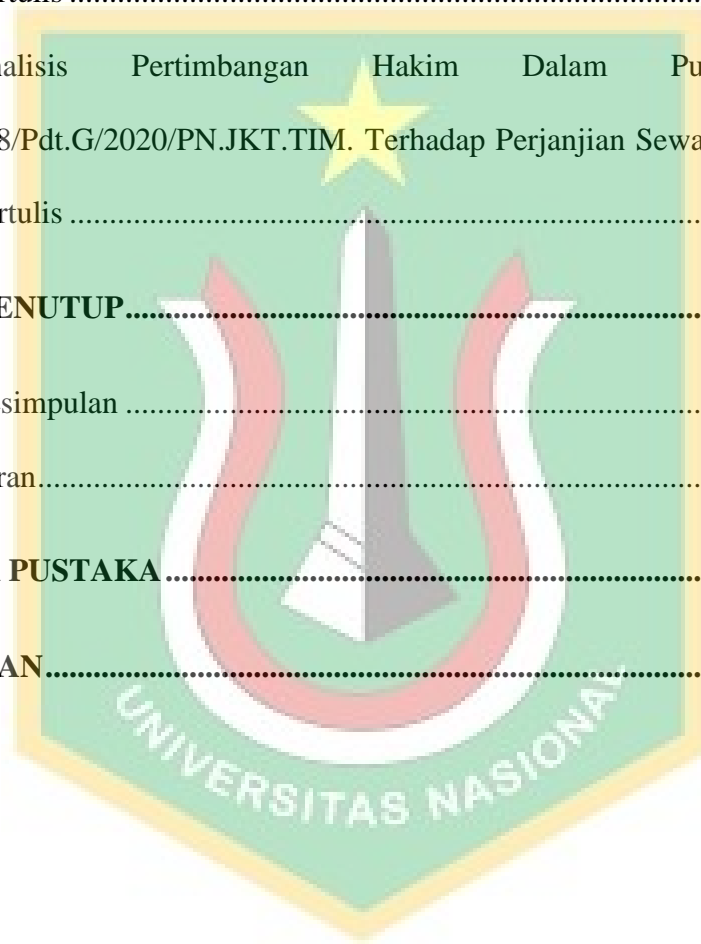 rtulis ........................................................................................
nalisis Pertimbangan Hakim Dalam Pu
8/Pdt.G/2020/PN.JKT.TIM. Terhadap Perjanjian Sewa
rtulis ........................................................................................
ENUTUP........................................................................................
simpulan ........................................................................................
ran........................................................................................
PUSTAKA........................................................................................
AN........................................................................................
UNIVERSITAS NASIONAL